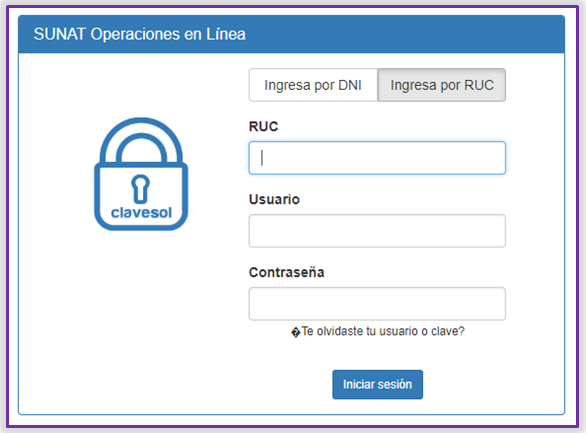 SUNAT Operaciones en Línea
Ingresa por DNI
Ingresa por RUC
clavesol
RUC
Usuario
Contraseña
�Te olvidaste tu usuario o clave?
Iniciar sesión